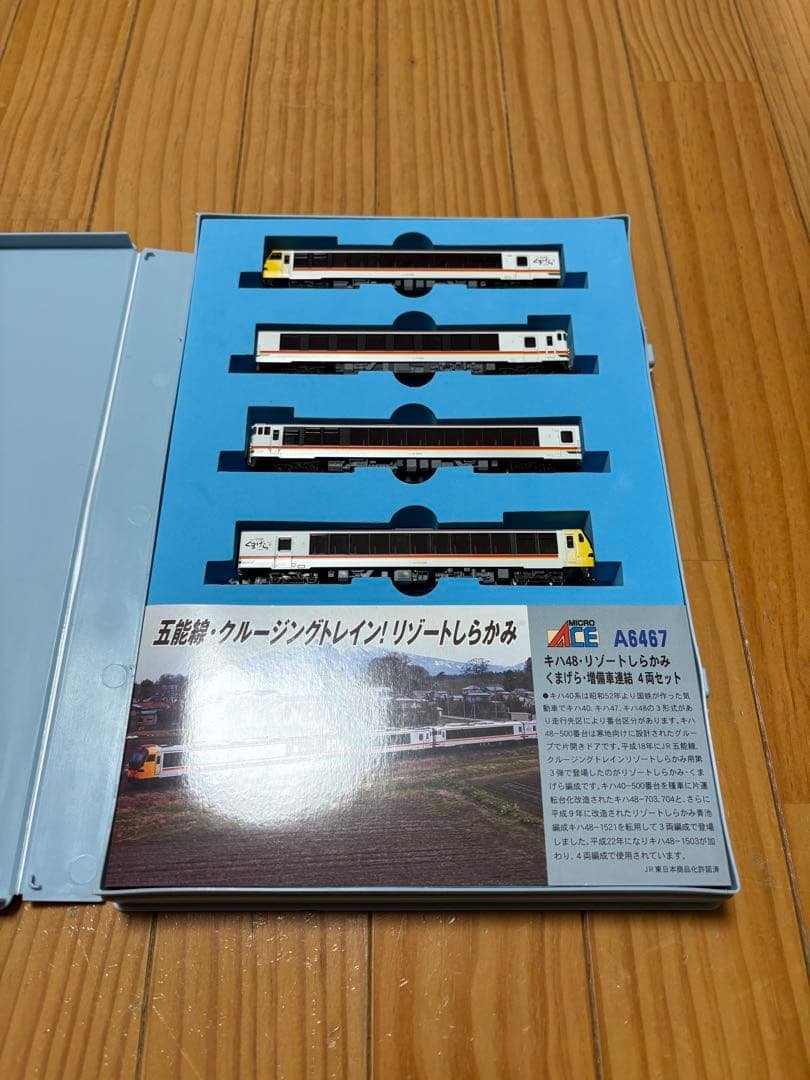 くまげら
くまげら
五能線・クルージングトレイン!リゾートしらかみ
MICRO
ACE
A6467
キハ48・リゾートしらかみ
くまげら・増備車連結 4両セット
●キハ40系は昭和52年より国鉄が作った気
動車でキハ40、キハ47、キハ48の3形式があ
り走行先区により番台区分があります。キハ
48-500番台は寒地向けに設計されたグルー
プで片開きドアです。平成18年にJR五能線、
クルージングトレインリゾートしらかみ用第
3弾で登場したのがリゾートしらかみ・くま
げら編成です。キハ40-500番台を種車に片運
転台化改造されたキハ48-703、704と、さらに
平成9年に改造されたリゾートしらかみ青池
編成キハ48-1521を転用して3両編成で登場
しました。平成22年になりキハ48-1503が加
わり、4両編成で使用されています。
JR東日本商品化許諾済